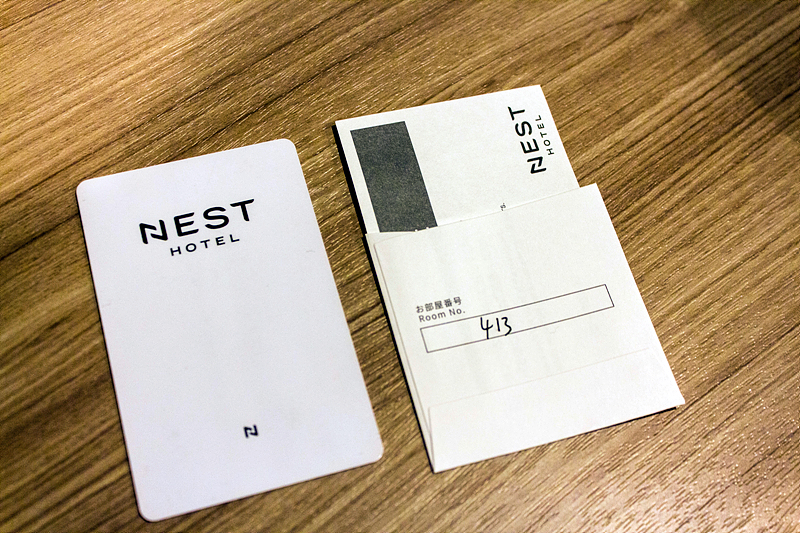 NEST
HOTEL
N
NEST
HOTEL
お部屋番号
Room No.
413